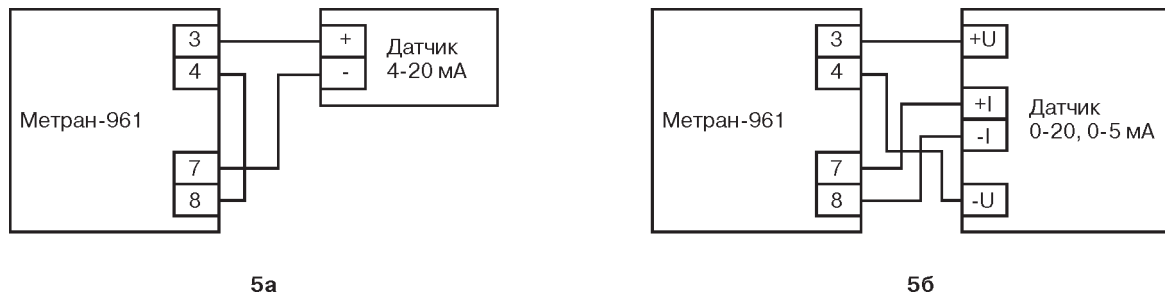 3
+
4
-
Датчик
4-20 мА
Метран-961
7
8
5а
3
+U
4
+I
-I
Датчик
0-20, 0-5 мА
Метран-961
7
8
-U
5б